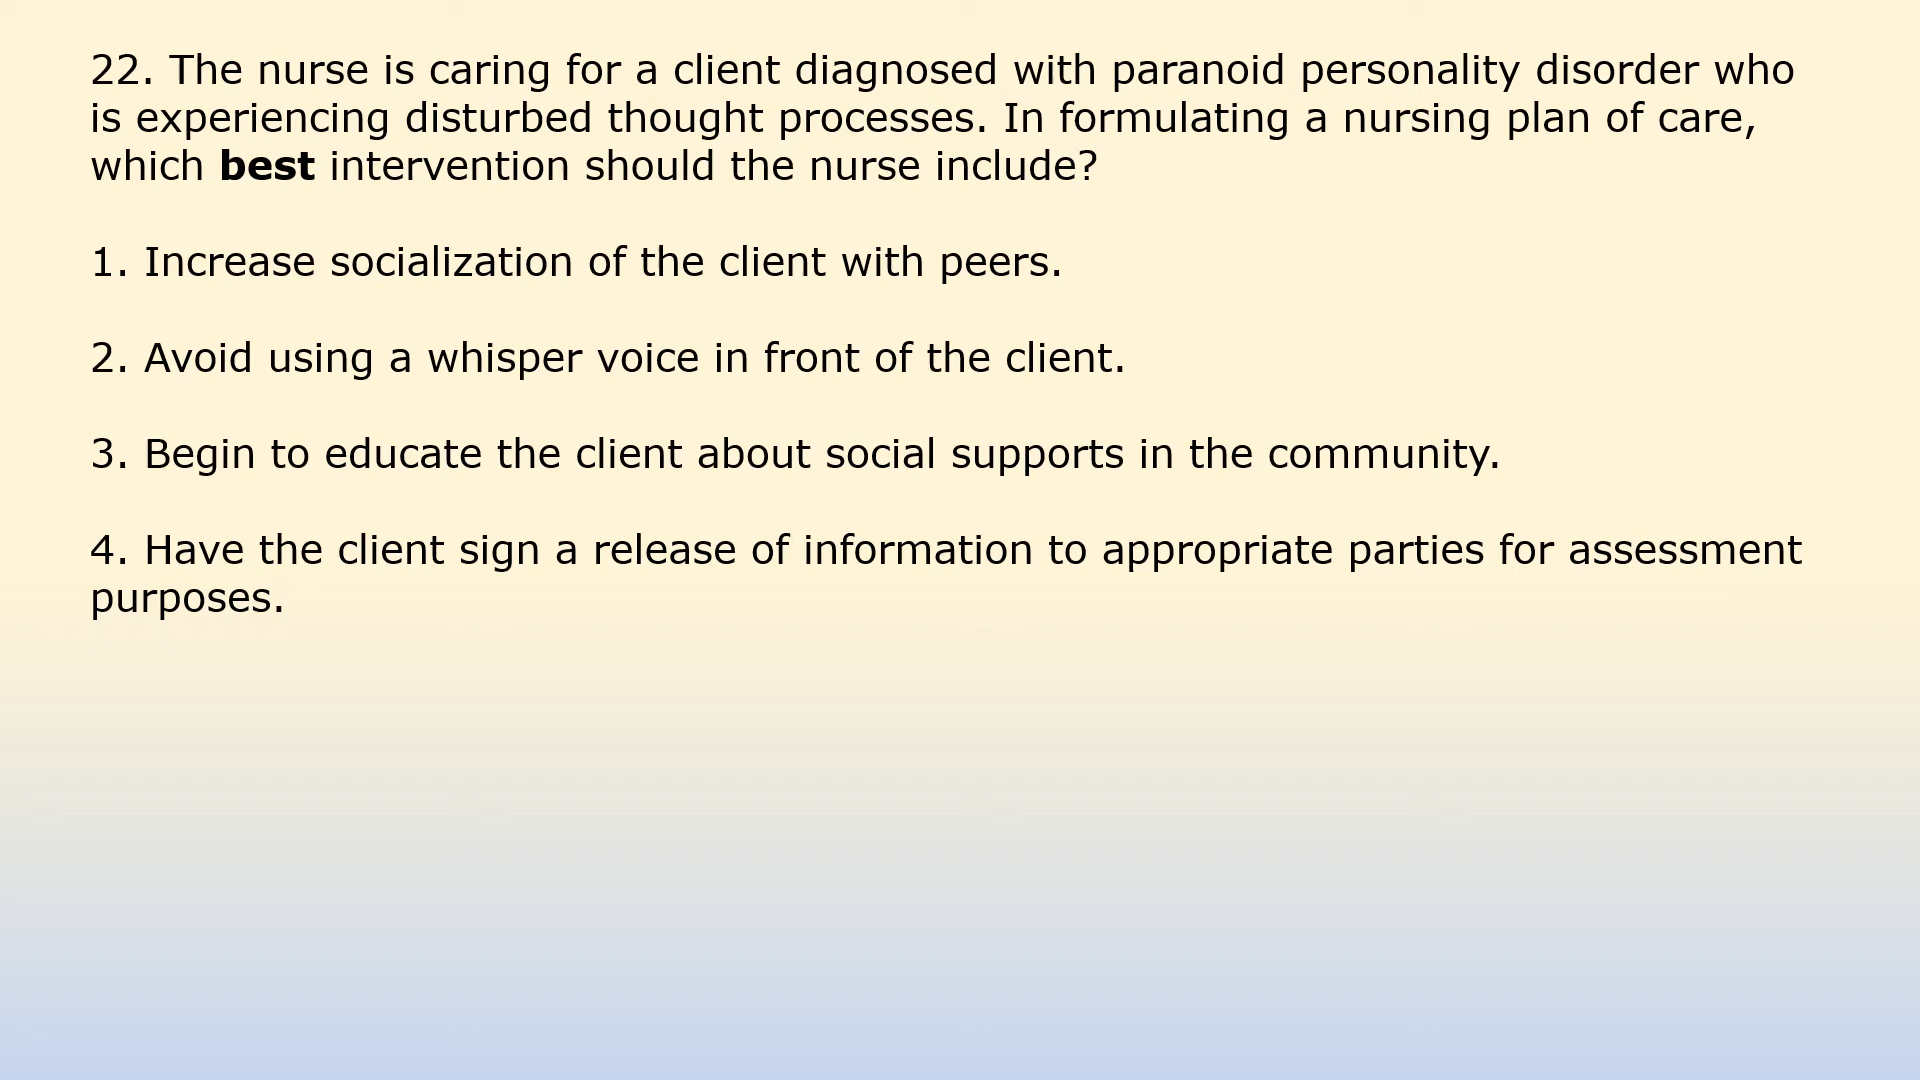 22. The nurse is caring for a client diagnosed with paranoid personality disorder who
is experiencing disturbed thought processes. In formulating a nursing plan of care,
which best intervention should the nurse include?
1. Increase socialization of the client with peers.
2. Avoid using a whisper voice in front of the client.
3. Begin to educate the client about social supports in the community.
4. Have the client sign a release of information to appropriate parties for assessment
purposes.